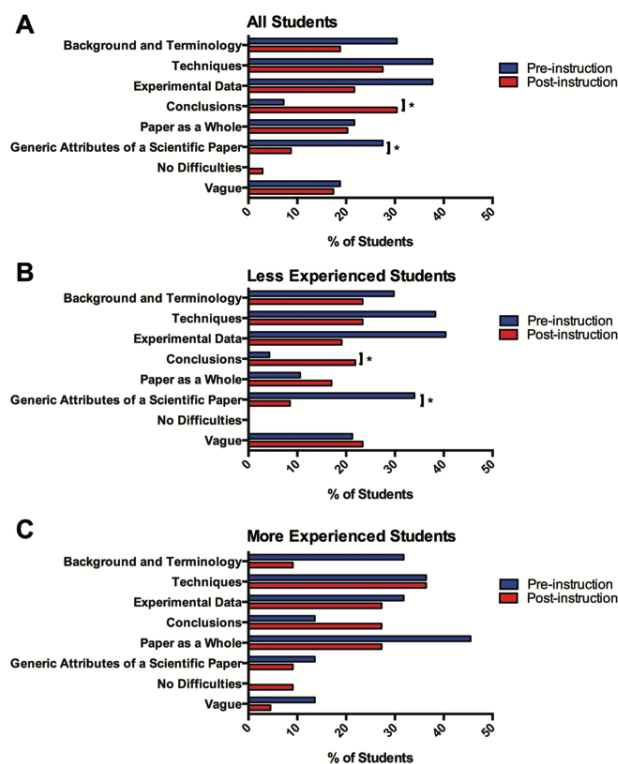 A
All Students
Background and Terminology
Techniques
Experimental Data
Conclusions
*
Paper as a Whole
Generic Attributes of a Scientific Paper
*
No Difficulties
Vague
Pre-instruction
Post-instruction
0 10 20 30 40 50
% of Students
B
Less Experienced Students
Background and Terminology
Techniques
Experimental Data
Conclusions
*
Paper as a Whole
Generic Attributes of a Scientific Paper
*
No Difficulties
Vague
Pre-instruction
Post-instruction
0 10 20 30 40 50
% of Students
C
More Experienced Students
Background and Terminology
Techniques
Experimental Data
Conclusions
Paper as a Whole
Generic Attributes of a Scientific Paper
No Difficulties
Vague
Pre-instruction
Post-instruction
0 10 20 30 40 50
% of Students